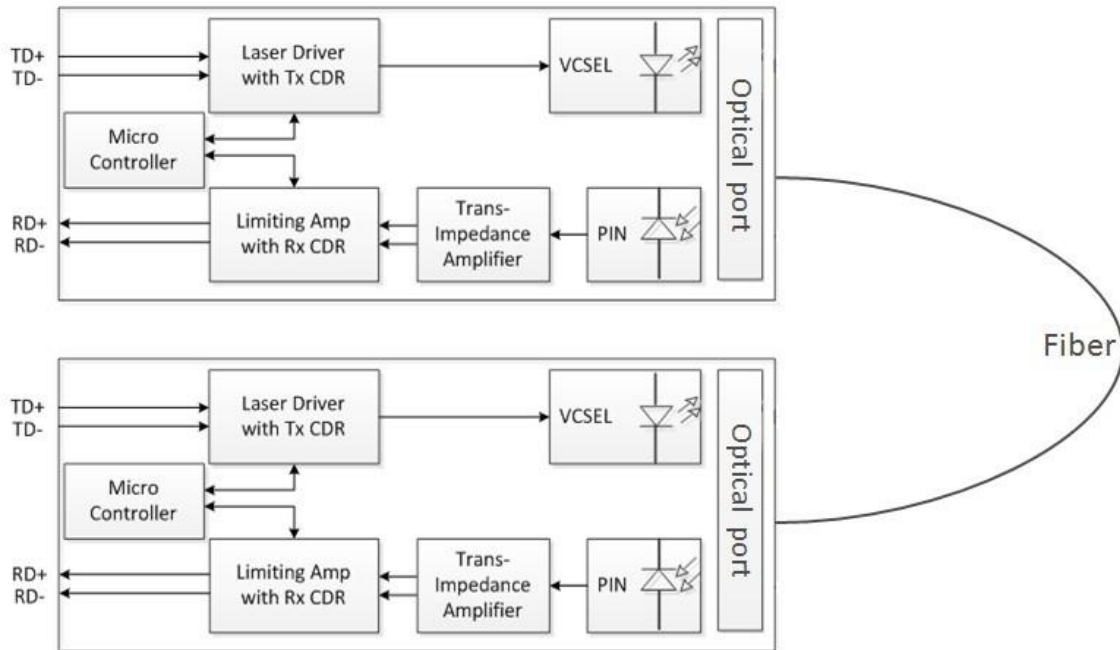 TD+
TD-
Laser Driver
with Tx CDR
VCSEL
Optical port
Micro
Controller
RD+
RD-
Limiting Amp
with Rx CDR
Trans-
Impedance
Amplifier
PIN
Fiber
TD+
TD-
Laser Driver
with Tx CDR
VCSEL
Optical port
Micro
Controller
RD+
RD-
Limiting Amp
with Rx CDR
Trans-
Impedance
Amplifier
PIN